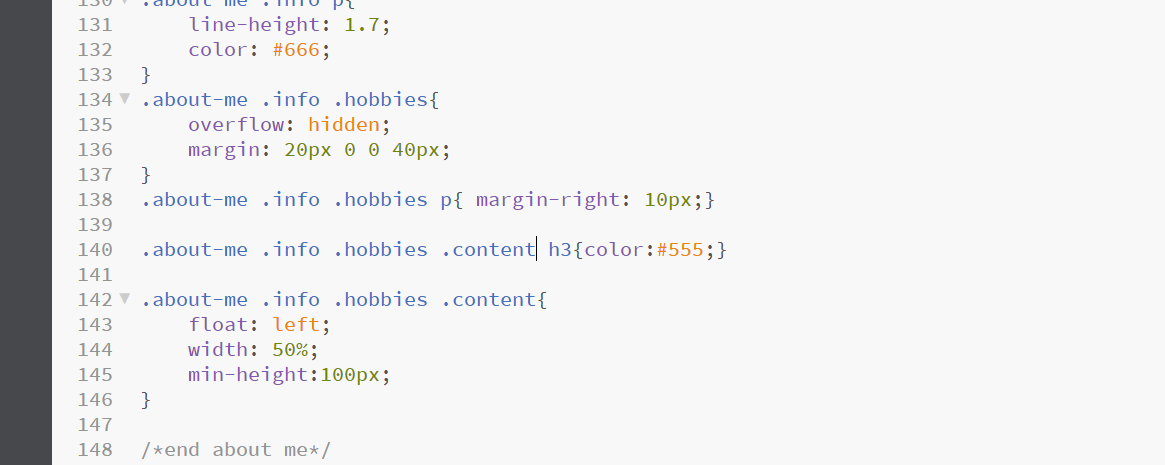 130 .about-me .info p{
131 line-height: 1.7;
132 color: #666;
133 }
134 .about-me .info .hobbies{
135 overflow: hidden;
136 margin: 20px 0 0 40px;
137 }
138 .about-me .info .hobbies p{ margin-right: 10px;}
139
140 .about-me .info .hobbies .content h3{color:#555;}
141
142 .about-me .info .hobbies .content{
143 float: left;
144 width: 50%;
145 min-height:100px;
146 }
147
148 /*end about me*/